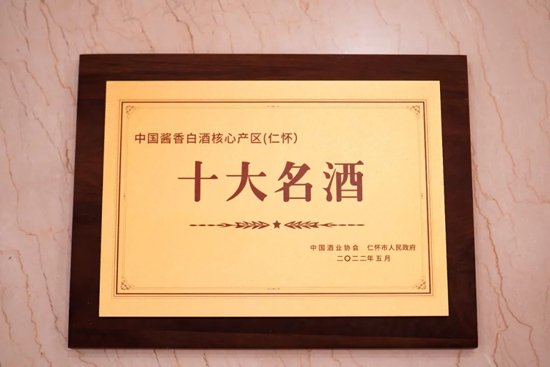 中国酱香白酒核心产区(仁怀)
十大名酒
中国酒业协会 仁怀市人民政府
二〇二二年五月